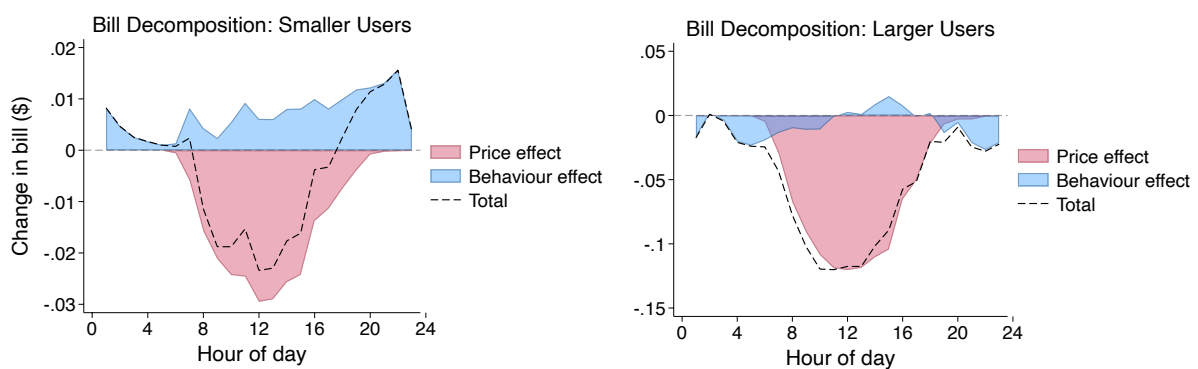 Bill Decomposition: Smaller Users
Change in bill ($)
.02
.01
0
-.01
-.02
-.03
0 4 8 12 16 20 24
Hour of day
Price effect
Behaviour effect
Total
Bill Decomposition: Larger Users
.05
0
-.05
-.1
-.15
0 4 8 12 16 20 24
Hour of day
Price effect
Behaviour effect
Total